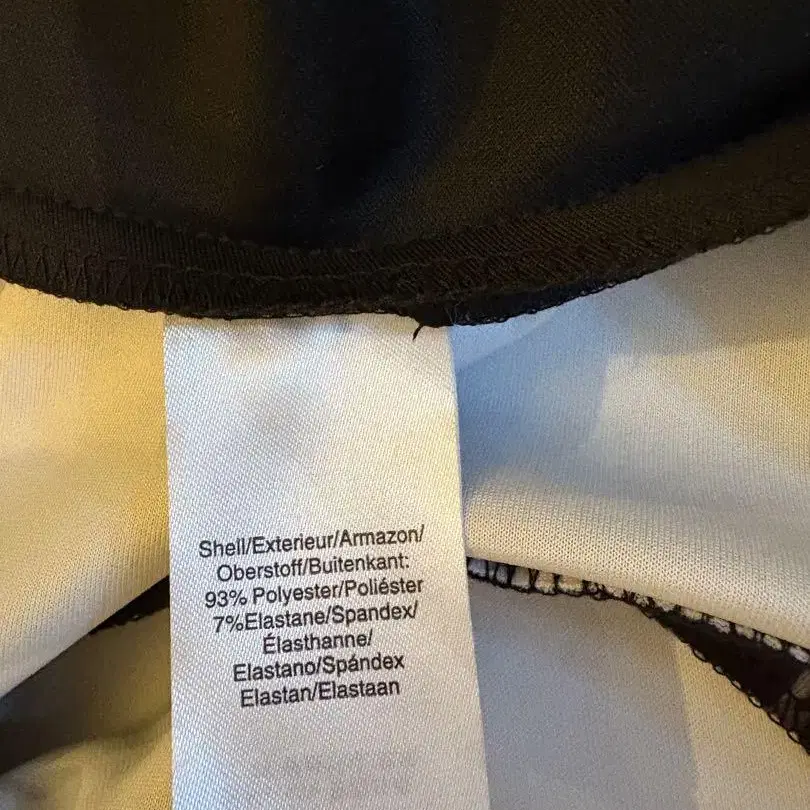 Shell/Exterieur/Armazon/
Oberstoff/Buitenkant:
93% Polyester/Poliéster
7%Elastane/Spandex/
Élasthanne/
Elastano/Spándex
Elastan/Elastaan